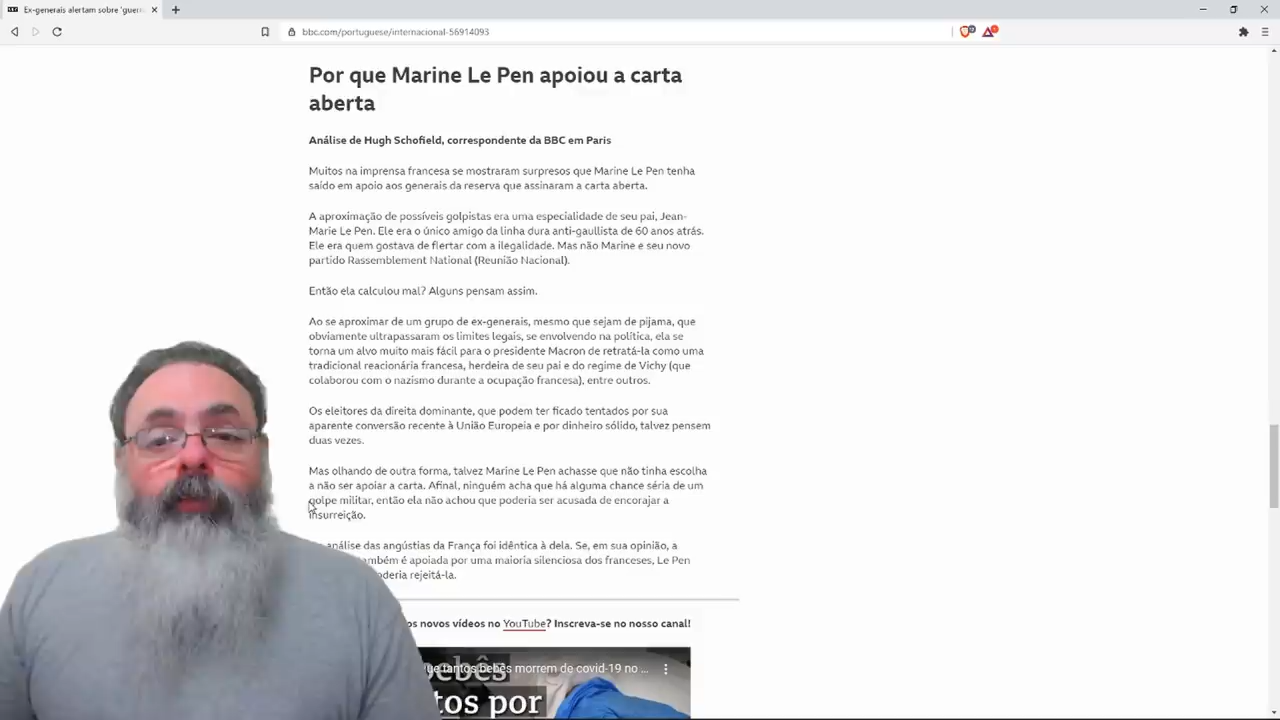 Ex-generais alertam sobre 'guerr
bbc.com/portuguese/internacional-56914093
Por que Marine Le Pen apoiou a carta
aberta
Análise de Hugh Schofield, correspondente da BBC em Paris
Muitos na imprensa francesa se mostraram surpresos que Marine Le Pen tenha
saído em apoio aos generais da reserva que assinaram a carta aberta.
A aproximação de possíveis golpistas era uma especialidade de seu pai, Jean-
Marie Le Pen. Ele era o único amigo da linha dura anti-gaullista de 60 anos atrás.
Ele era quem gostava de flertar com a ilegalidade. Mas não Marine e seu novo
partido Rassemblement National (Reunião Nacional).
Então ela calculou mal? Alguns pensam assim.
Ao se aproximar de um grupo de ex-generais, mesmo que sejam de pijama, que
obviamente ultrapassaram os limites legais, se envolvendo na política, ela se
torna um alvo muito mais fácil para o presidente Macron de retratá-la como uma
tradicional reacionária francesa, herdeira de seu pai e do regime de Vichy (que
colaborou com o nazismo durante a ocupação francesa), entre outros.
Os eleitores da direita dominante, que podem ter ficado tentados por sua
aparente conversão recente à União Europeia e por dinheiro sólido, talvez pensem
duas vezes.
Mas olhando de outra forma, talvez Marine Le Pen achasse que não tinha escolha
a não ser apoiar a carta. Afinal, ninguém acha que há alguma chance séria de um
golpe militar, então ela não achou que poderia ser acusada de encorajar a
insurreição.
análise das angústias da França foi idêntica à dela. Se, em sua opinião, a
também é apoiada por uma maioria silenciosa dos franceses, Le Pen
poderia rejeitá-la.
os novos vídeos no YouTube? Inscreva-se no nosso canal!
ue tantos bebês morrem de covid-19 no ...
bebês
tos por